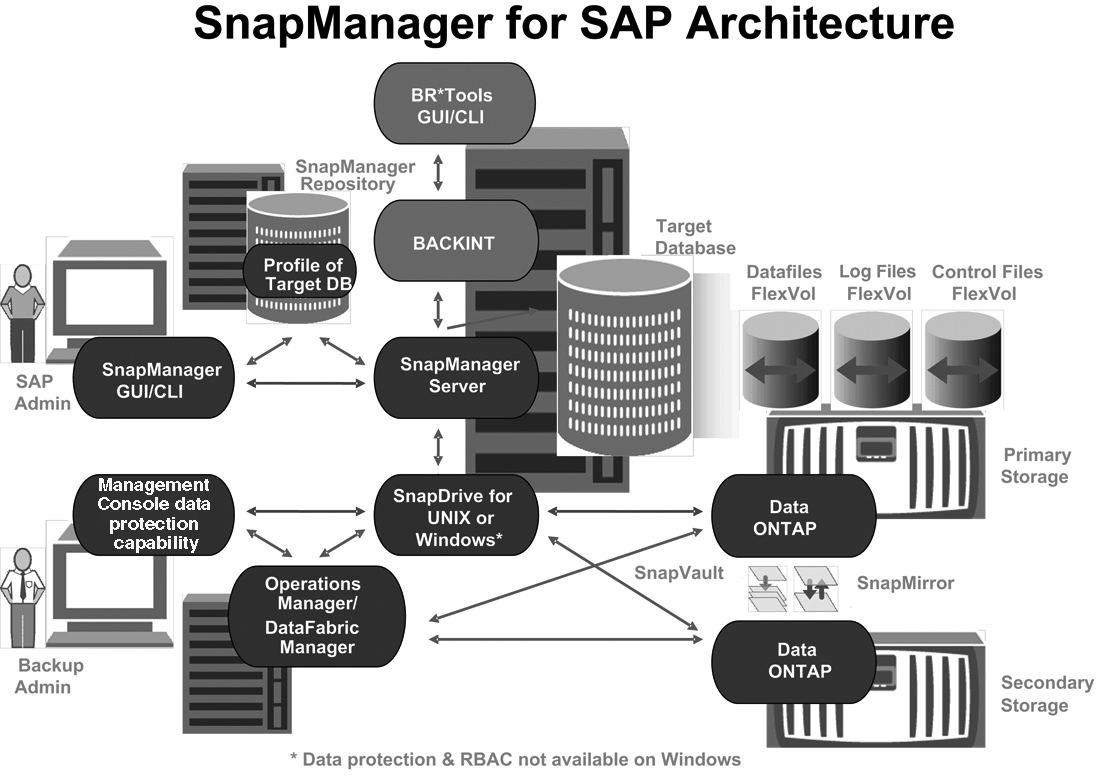 SnapManager for SAP Architecture
BR*Tools
GUI/CLI
SnapManager
Repository
BACKINT
Profile of
Target DB
Target
Database
Datafiles
FlexVol
Log Files
FlexVol
Control Files
FlexVol
SAP
Admin
SnapManager
GUI/CLI
SnapManager
Server
Primary
Storage
Management
Console data
protection
capability
SnapDrive for
UNIX or
Windows*
Data
ONTAP
SnapVault
SnapMirror
Operations
Manager/
DataFabric
Manager
Backup
Admin
Data
ONTAP
Secondary
Storage
* Data protection & RBAC not available on Windows